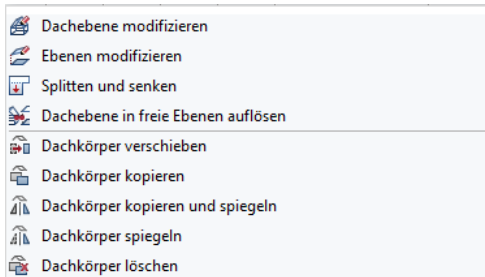 Dachebene modifizieren
Ebenen modifizieren
Splitten und senken
Dachebene in freie Ebenen auflösen
Dachkörper verschieben
Dachkörper kopieren
Dachkörper kopieren und spiegeln
Dachkörper spiegeln
Dachkörper löschen